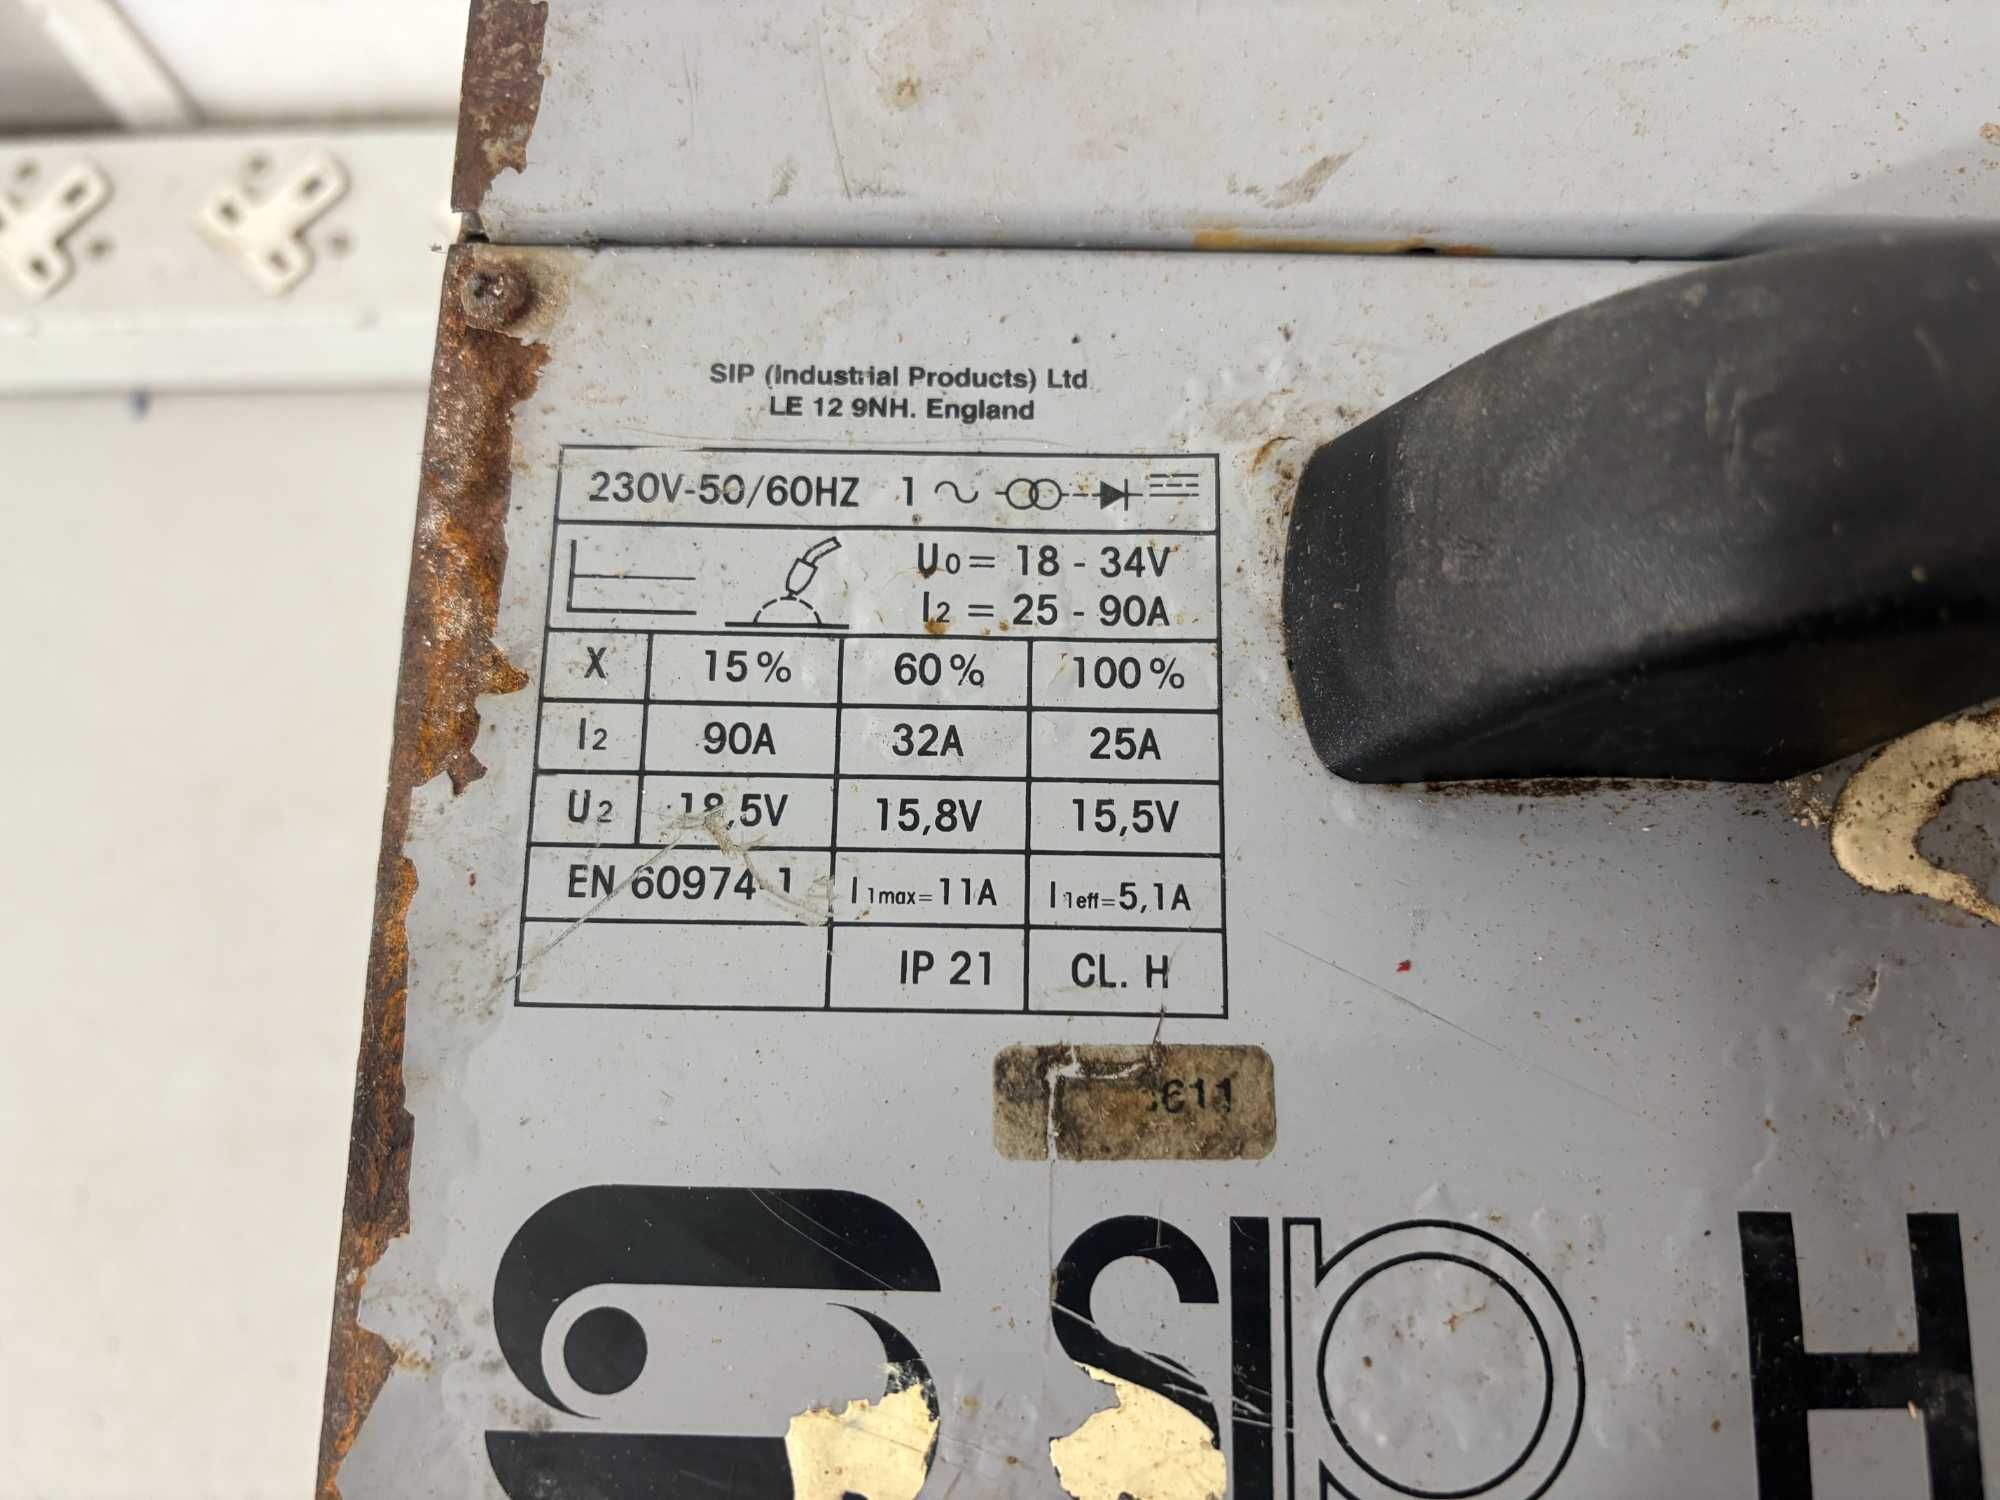 SIP (Industrial Products) Ltd
LE 12 9NH. England
230V-50/60HZ 1
U0= 18 - 34V
I2 = 25 - 90A
X 15% 60% 100%
I2 90A 32A 25A
U2 18,5V 15,8V 15,5V
EN 60974-1 I1max=11A I1eff=5,1A
IP 21 CL. H
611
SIP H